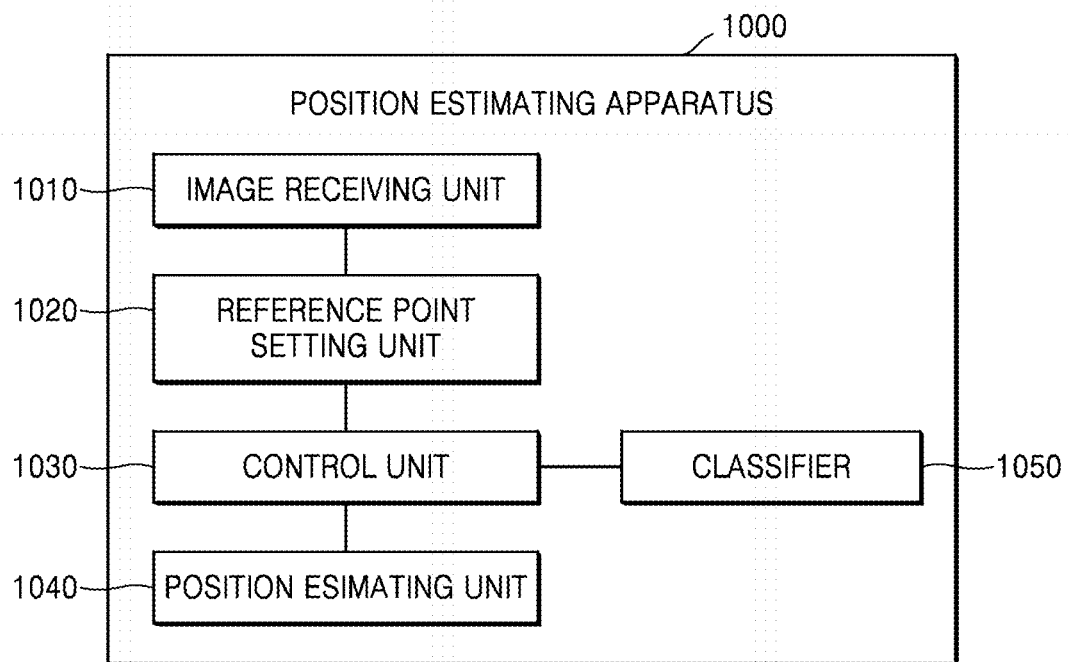 1000
POSITION ESTIMATING APPARATUS
1010
IMAGE RECEIVING UNIT
1020
REFERENCE POINT
SETTING UNIT
1030
CONTROL UNIT
CLASSIFIER
1050
1040
POSITION ESIMATING UNIT